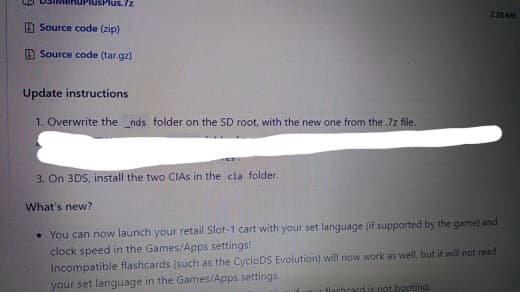 DSiMenuPlusPlus.7z
2.28 MB
Source code (zip)
Source code (tar.gz)
Update instructions
1. Overwrite the _nds folder on the SD root, with the new one from the .7z file.
3. On 3DS, install the two CIAs in the cia folder.
What's new?
• You can now launch your retail Slot-1 cart with your set language (if supported by the game) and
clock speed in the Games/Apps settings!
Incompatible flashcards (such as the CycloDS Evolution) will now work as well, but it will not read
your set language in the Games/Apps settings.
flashcard is not booting.